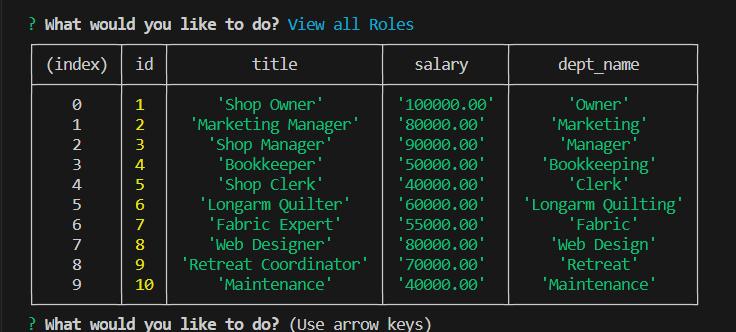 ? What would you like to do? View all Roles
(index) id title salary dept_name
0 1 'Shop Owner' '100000.00' 'Owner'
1 2 'Marketing Manager' '80000.00' 'Marketing'
2 3 'Shop Manager' '90000.00' 'Manager'
3 4 'Bookkeeper' '50000.00' 'Bookkeeping'
4 5 'Shop Clerk' '40000.00' 'Clerk'
5 6 'Longarm Quilter' '60000.00' 'Longarm Quilting'
6 7 'Fabric Expert' '55000.00' 'Fabric'
7 8 'Web Designer' '80000.00' 'Web Design'
8 9 'Retreat Coordinator' '70000.00' 'Retreat'
9 10 'Maintenance' '40000.00' 'Maintenance'
? What would you like to do? (Use arrow keys)